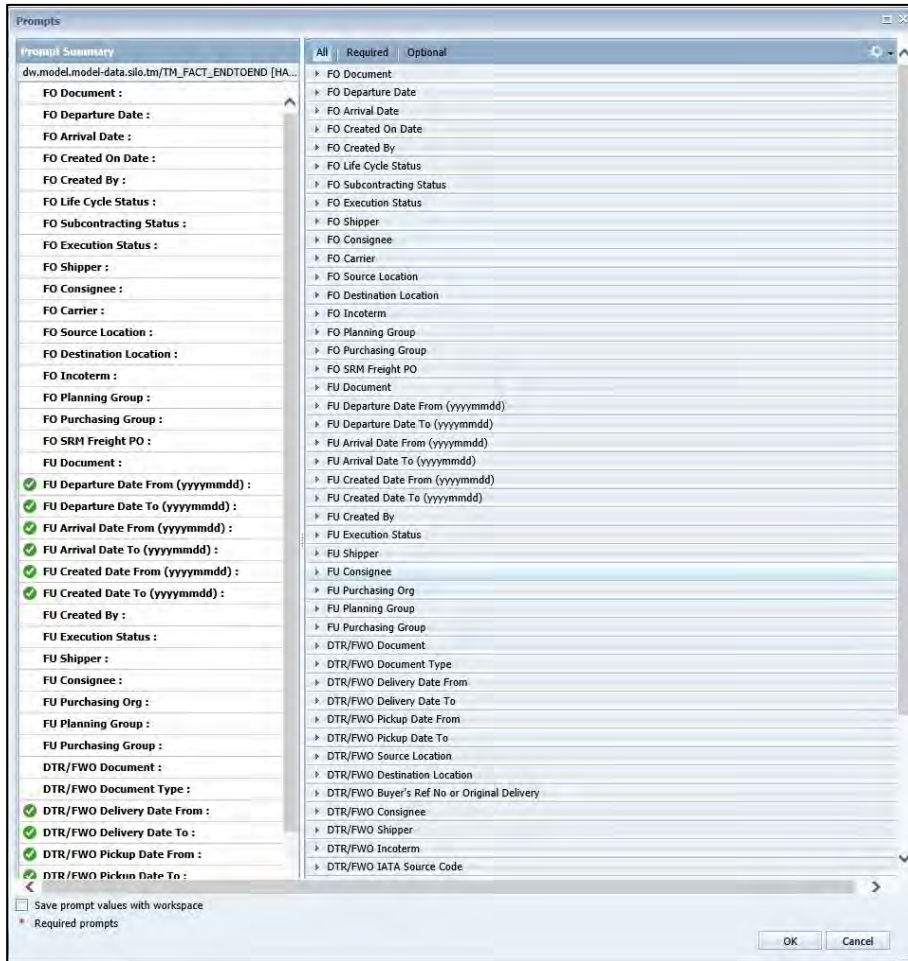 Prompts
Prompt Summary
dw.model.model-data.silo.tm/TM_FACT_ENDTOEND [HA...
FO Document :
FO Departure Date :
FO Arrival Date :
FO Created On Date :
FO Created By :
FO Life Cycle Status :
FO Subcontracting Status :
FO Execution Status :
FO Shipper :
FO Consignee :
FO Carrier :
FO Source Location :
FO Destination Location :
FO Incoterm :
FO Planning Group :
FO Purchasing Group :
FO SRM Freight PO :
FU Document :
FU Departure Date From (yyyymmdd) :
FU Departure Date To (yyyymmdd) :
FU Arrival Date From (yyyymmdd) :
FU Arrival Date To (yyyymmdd) :
FU Created Date From (yyyymmdd) :
FU Created Date To (yyyymmdd) :
FU Created By :
FU Execution Status :
FU Shipper :
FU Consignee :
FU Purchasing Org :
FU Planning Group :
FU Purchasing Group :
DTR/FWO Document :
DTR/FWO Document Type :
DTR/FWO Delivery Date From :
DTR/FWO Delivery Date To :
DTR/FWO Pickup Date From :
DTR/FWO Pickup Date To :
All Required Optional
FO Document
FO Departure Date
FO Arrival Date
FO Created On Date
FO Created By
FO Life Cycle Status
FO Subcontracting Status
FO Execution Status
FO Shipper
FO Consignee
FO Carrier
FO Source Location
FO Destination Location
FO Incoterm
FO Planning Group
FO Purchasing Group
FO SRM Freight PO
FU Document
FU Departure Date From (yyyymmdd)
FU Departure Date To (yyyymmdd)
FU Arrival Date From (yyyymmdd)
FU Arrival Date To (yyyymmdd)
FU Created Date From (yyyymmdd)
FU Created Date To (yyyymmdd)
FU Created By
FU Execution Status
FU Shipper
FU Consignee
FU Purchasing Org
FU Planning Group
FU Purchasing Group
DTR/FWO Document
DTR/FWO Document Type
DTR/FWO Delivery Date From
DTR/FWO Delivery Date To
DTR/FWO Pickup Date From
DTR/FWO Pickup Date To
DTR/FWO Source Location
DTR/FWO Destination Location
DTR/FWO Buyer's Ref No or Original Delivery
DTR/FWO Consignee
DTR/FWO Shipper
DTR/FWO Incoterm
DTR/FWO IATA Source Code
Save prompt values with workspace
* Required prompts
OK Cancel